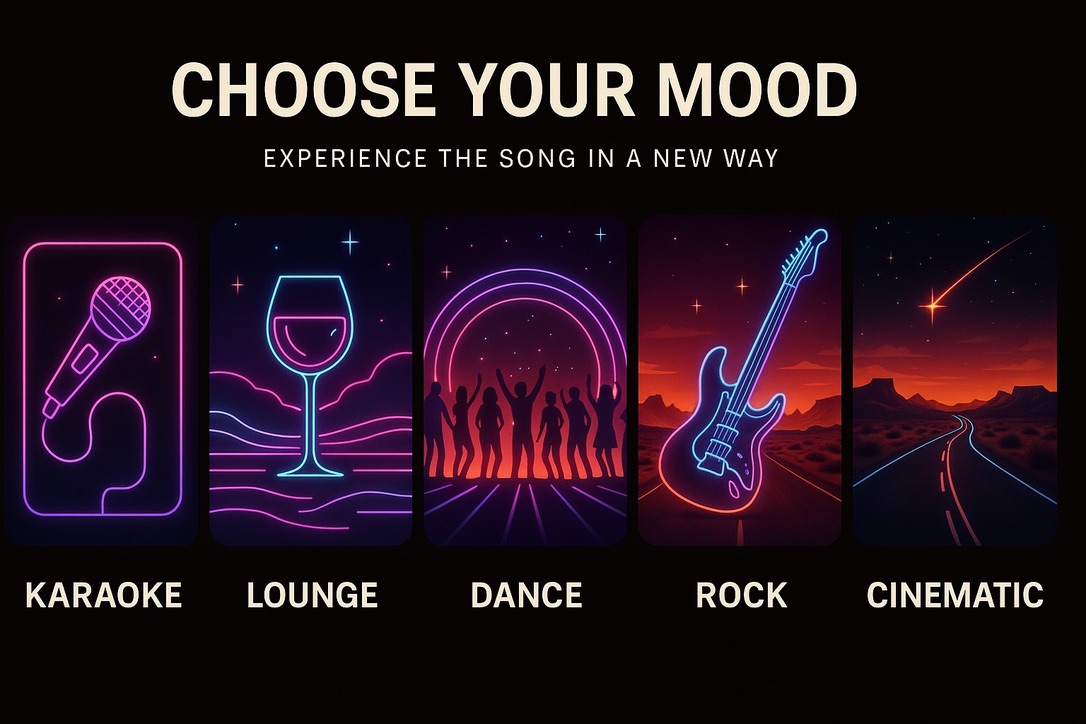 CHOOSE YOUR MOOD
EXPERIENCE THE SONG IN A NEW WAY
KARAOKE
LOUNGE
DANCE
ROCK
CINEMATIC